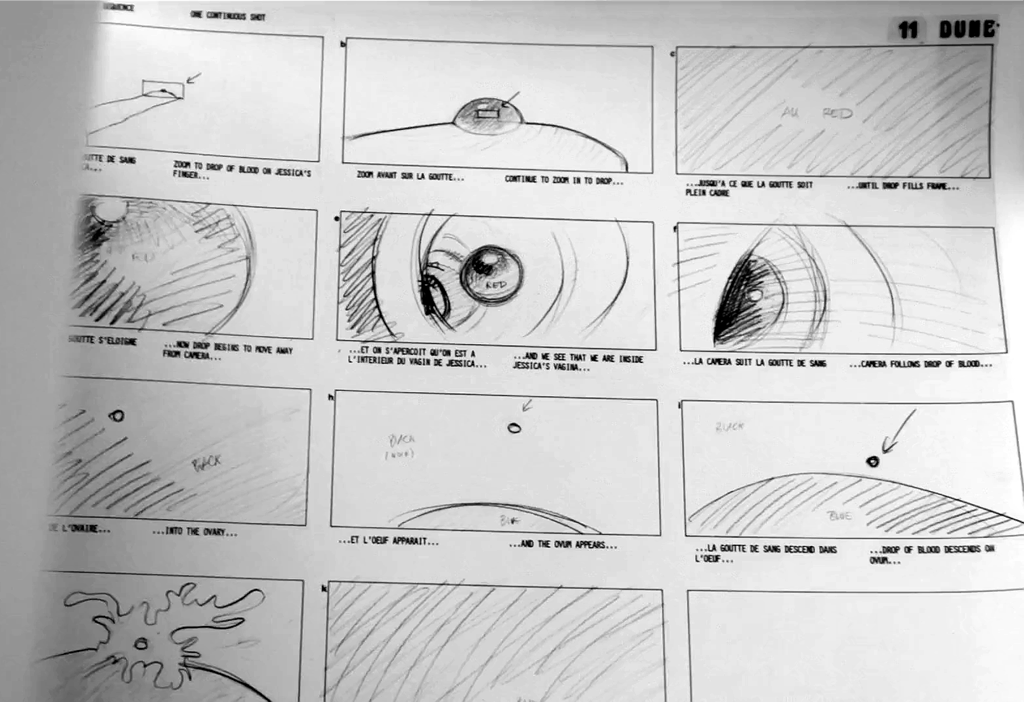 ONE CONTINUOUS SHOT
11 DUNE
DE SANG
ZOOM TO DROP OF BLOOD ON JESSICA'S
FINGER...
b
ZOOM AVANT SUR LA GOUTTE...
CONTINUE TO ZOOM IN TO DROP...
c
ALL RED
...JUSQU'A CE QUE LA GOUTTE SOIT
PLEIN CADRE
...UNTIL DROP FILLS FRAME...
RED
GOUTTE S'ELOIGNE
...NOW DROP BEGINS TO MOVE AWAY
FROM CAMERA...
e
RED
...ET ON S'APERCOIT QU'ON EST A
L'INTERIEUR DU VAGIN DE JESSICA...
...AND WE SEE THAT WE ARE INSIDE
JESSICA'S VAGINA...
f
...LA CAMERA SUIT LA GOUTTE DE SANG
...CAMERA FOLLOWS DROP OF BLOOD...
BLACK
DE L'OVAIRE...
...INTO THE OVARY...
h
BLACK
BLUE
...ET L'OEUF APPARAIT...
...AND THE OVUM APPEARS...
i
BLACK
BLUE
...LA GOUTTE DE SANG DESCEND DANS
L'OEUF...
...DROP OF BLOOD DESCENDS ON
OVUM...
k